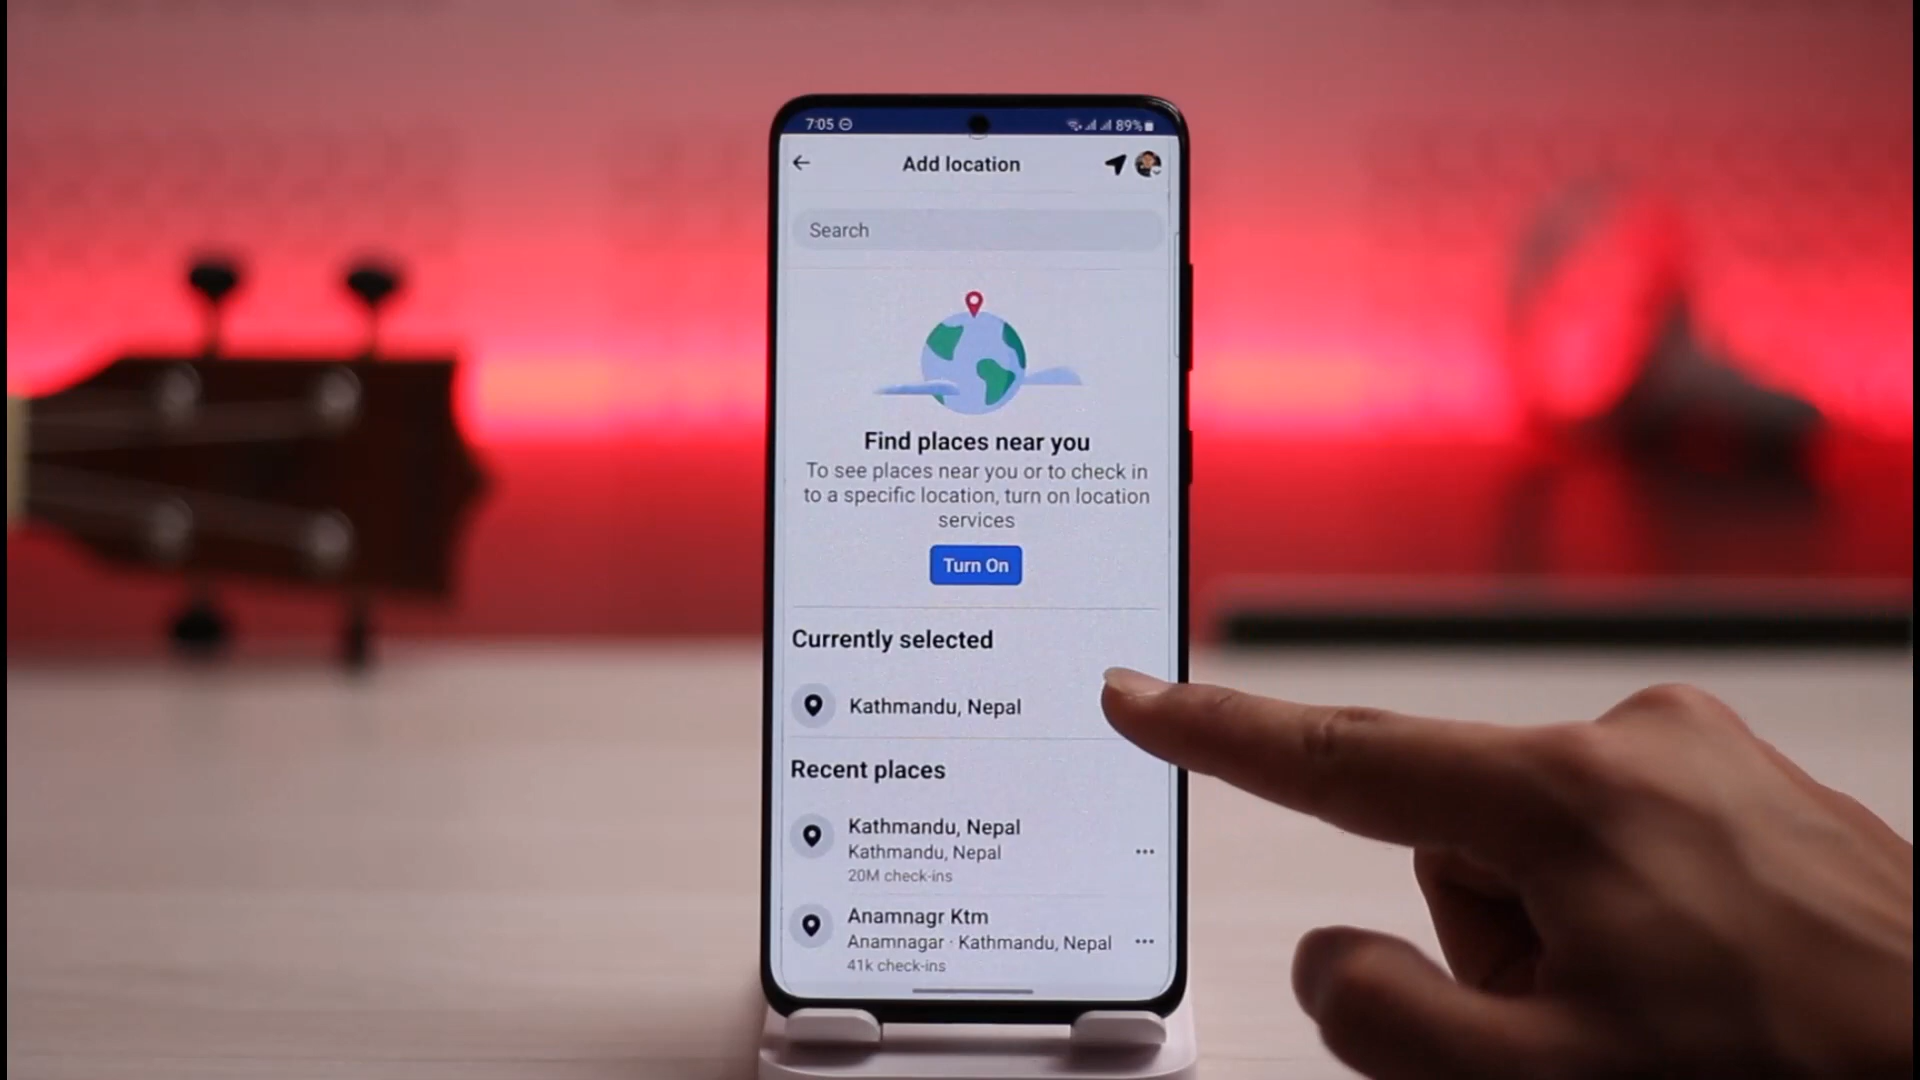 7:05
89%
Add location
Search
Find places near you
To see places near you or to check in
to a specific location, turn on location
services
Turn On
Currently selected
Kathmandu, Nepal
Recent places
Kathmandu, Nepal
Kathmandu, Nepal
20M check-ins
Anamnagr Ktm
Anamnagar · Kathmandu, Nepal
41k check-ins